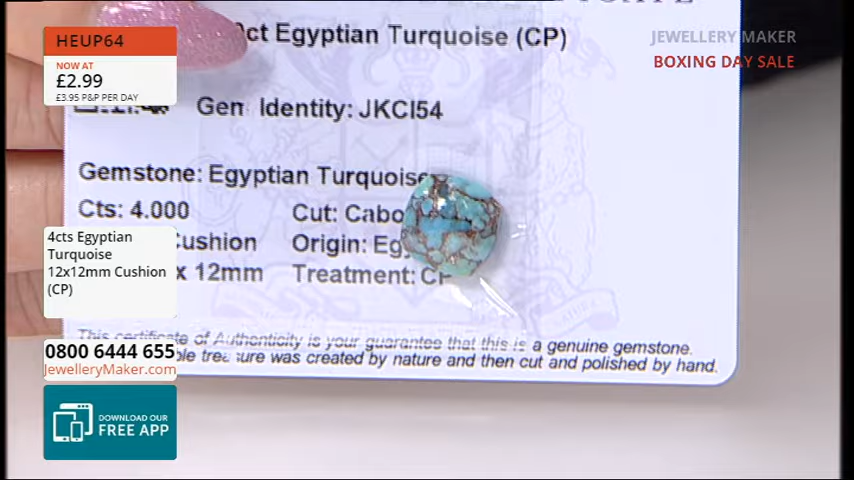 HEUP64
NOW AT
£2.99
£3.95 P&P PER DAY
JEWELLERY MAKER
BOXING DAY SALE
ct Egyptian Turquoise (CP)
Gem Identity: JKCI54
Gemstone: Egyptian Turquoise
Cts: 4.000
Cut: Cabo
Cushion
Origin: Eg
x 12mm
Treatment: CP
This certificate of Authenticity is your guarantee that this is a genuine gemstone.
was created by nature and then cut and polished by hand.
4cts Egyptian
Turquoise
12x12mm Cushion
(CP)
0800 6444 655
JewelleryMaker.com
DOWNLOAD OUR
FREE APP